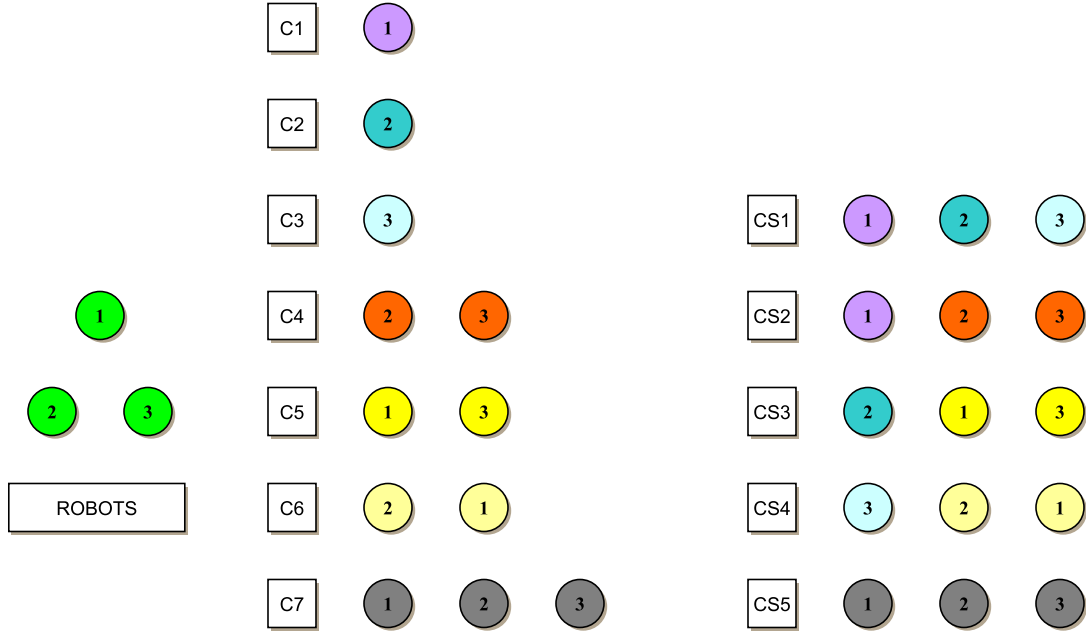 C1 1
C2 2
C3 3 CS1 1 2 3
1 C4 2 3 CS2 1 2 3
2 3 C5 1 3 CS3 2 1 3
ROBOTS C6 2 1 CS4 3 2 1
C7 1 2 3 CS5 1 2 3